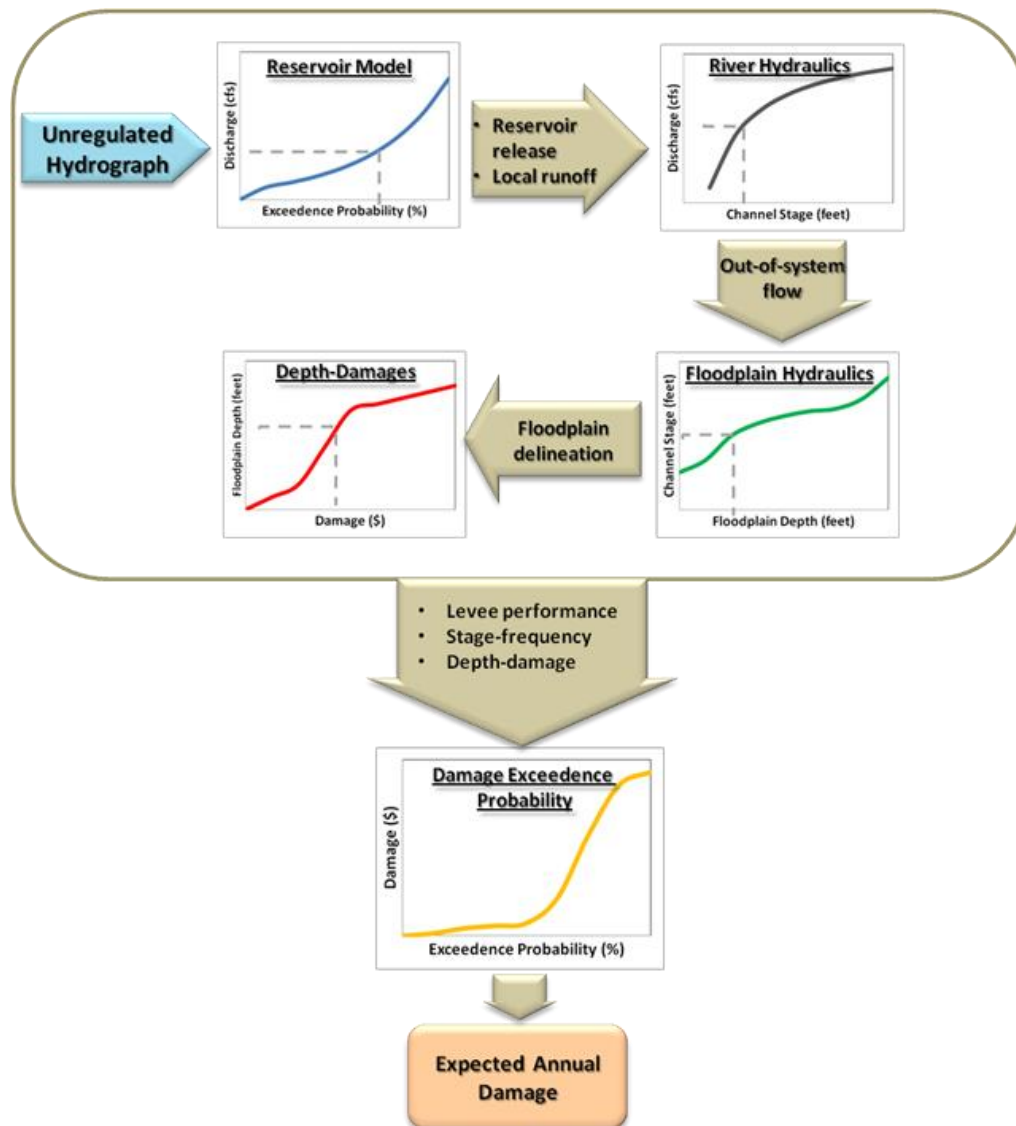 Reservoir Model
Discharge (cfs)
Exceedence Probability (%)
Unregulated
Hydrograph
• Reservoir
release
• Local runoff
River Hydraulics
Discharge (cfs)
Channel Stage (feet)
Out-of-system
flow
Floodplain Hydraulics
Channel Stage (feet)
Floodplain Depth (feet)
Floodplain
delineation
Depth-Damages
Floodplain Depth (feet)
Damage ($)
• Levee performance
• Stage-frequency
• Depth-damage
Damage Exceedence
Probability
Damage ($)
Exceedence Probability (%)
Expected Annual
Damage